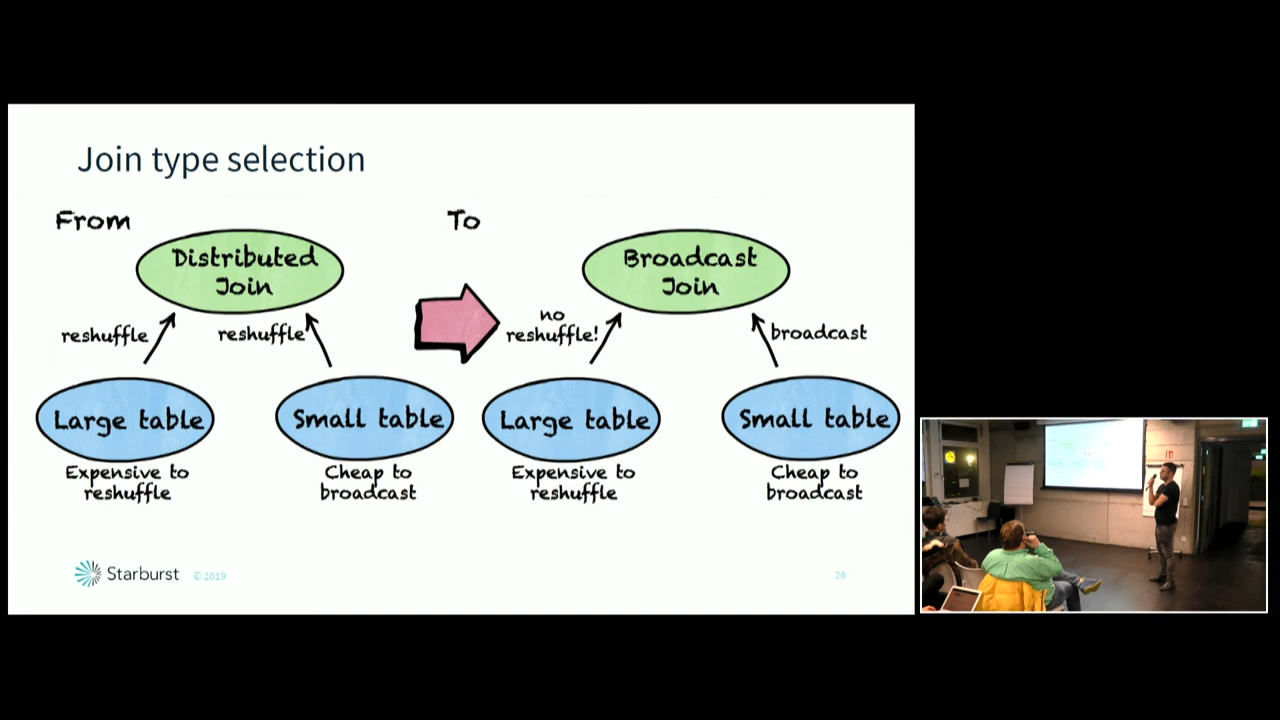 Join type selection
From
Distributed
Join
reshuffle
reshuffle
Large table
Small table
Expensive to
reshuffle
Cheap to
broadcast
To
Broadcast
Join
no
reshuffle!
broadcast
Large table
Small table
Expensive to
reshuffle
Cheap to
broadcast
Starburst
© 2019
26